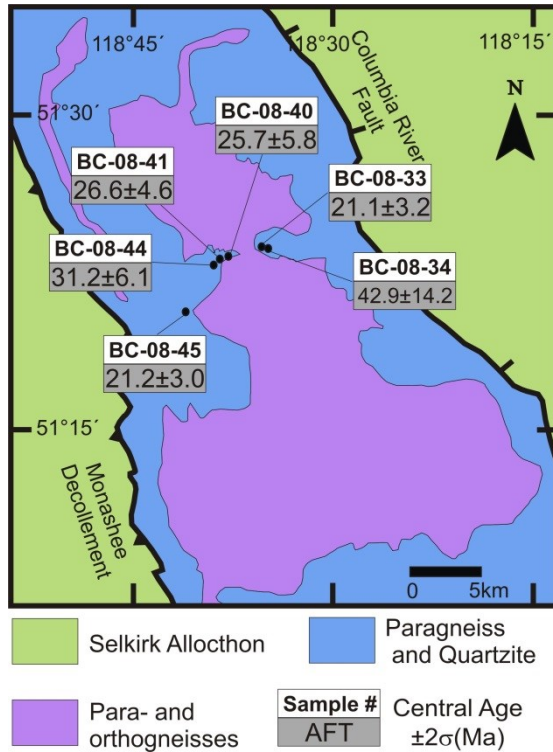 118°45´
118°30´
118°15´
51°30´
Columbia River
Fault
N
BC-08-40
25.7±5.8
BC-08-41
26.6±4.6
BC-08-33
21.1±3.2
BC-08-44
31.2±6.1
BC-08-34
42.9±14.2
BC-08-45
21.2±3.0
51°15´
Monashee
Decollement
0 5km
Selkirk Allocthon
Paragneiss
and Quartzite
Para- and
orthogneisses
Sample #
AFT
Central Age
±2σ(Ma)